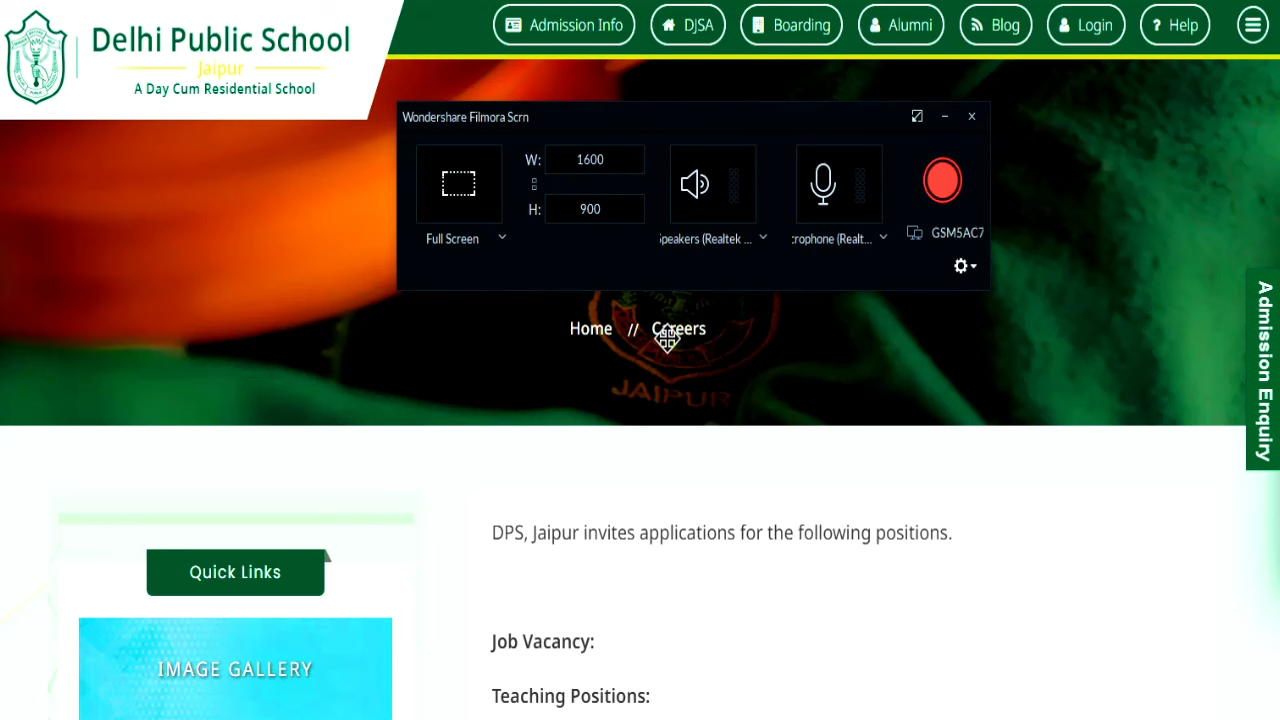 Delhi Public School
Jaipur
A Day Cum Residential School
Admission Info
DJSA
Boarding
Alumni
Blog
Login
? Help
Wondershare Filmora Scrn
W: 1600
H: 900
Full Screen
Speakers (Realtek ...
crophone (Realt...
GSM5AC7
Home // Careers
JAIPUR
Admission Enquiry
DPS, Jaipur invites applications for the following positions.
Quick Links
Job Vacancy:
IMAGE GALLERY
Teaching Positions: